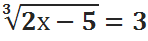 ∛(2x − 5) = 3